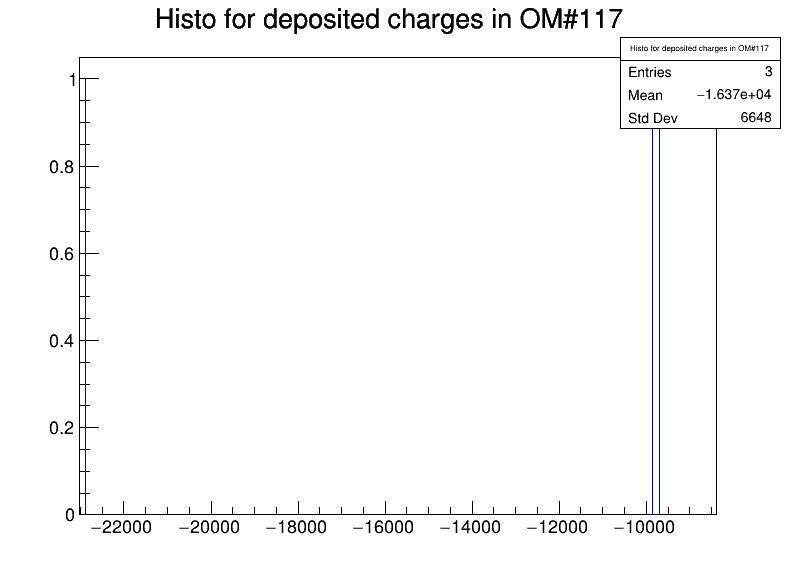 Histo for deposited charges in OM#117
Histo for deposited charges in OM#117
Entries 3
Mean −1.637e+04
Std Dev 6648
1
0.8
0.6
0.4
0.2
0
−22000 −20000 −18000 −16000 −14000 −12000 −10000